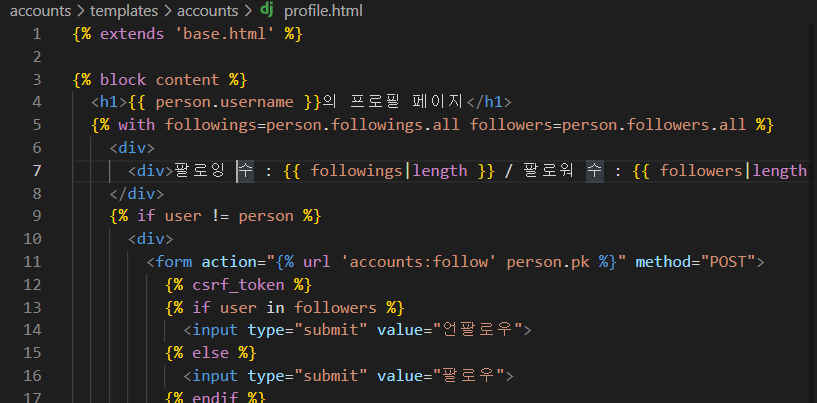 accounts > templates > accounts > dj profile.html
1 {% extends 'base.html' %}
2
3 {% block content %}
4 <h1>{{ person.username }}의 프로필 페이지</h1>
5 {% with followings=person.followings.all followers=person.followers.all %}
6 <div>
7 <div>팔로잉 수 : {{ followings|length }} / 팔로워 수 : {{ followers|length
8 </div>
9 {% if user != person %}
10 <div>
11 <form action="{% url 'accounts:follow' person.pk %}" method="POST">
12 {% csrf_token %}
13 {% if user in followers %}
14 <input type="submit" value="언팔로우">
15 {% else %}
16 <input type="submit" value="팔로우">
17 {% endif %}